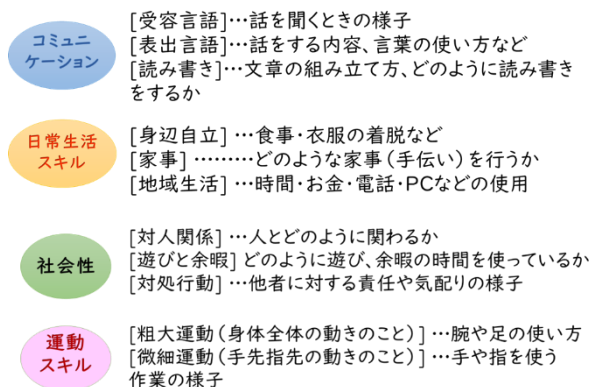 コミュニ
ケーション
[受容言語]…話を聞くときの様子
[表出言語]…話をする内容、言葉の使い方など
[読み書き]…文章の組み立て方、どのように読み書き
をするか
日常生活
スキル
[身辺自立] …食事・衣服の着脱など
[家事] ………どのような家事（手伝い）を行うか
[地域生活] …時間・お金・電話・PCなどの使用
社会性
[対人関係] …人とどのように関わるか
[遊びと余暇] どのように遊び、余暇の時間を使っているか
[対処行動] …他者に対する責任や気配りの様子
運動
スキル
[粗大運動（身体全体の動きのこと）] …腕や足の使い方
[微細運動（手先指先の動きのこと）] …手や指を使う
作業の様子